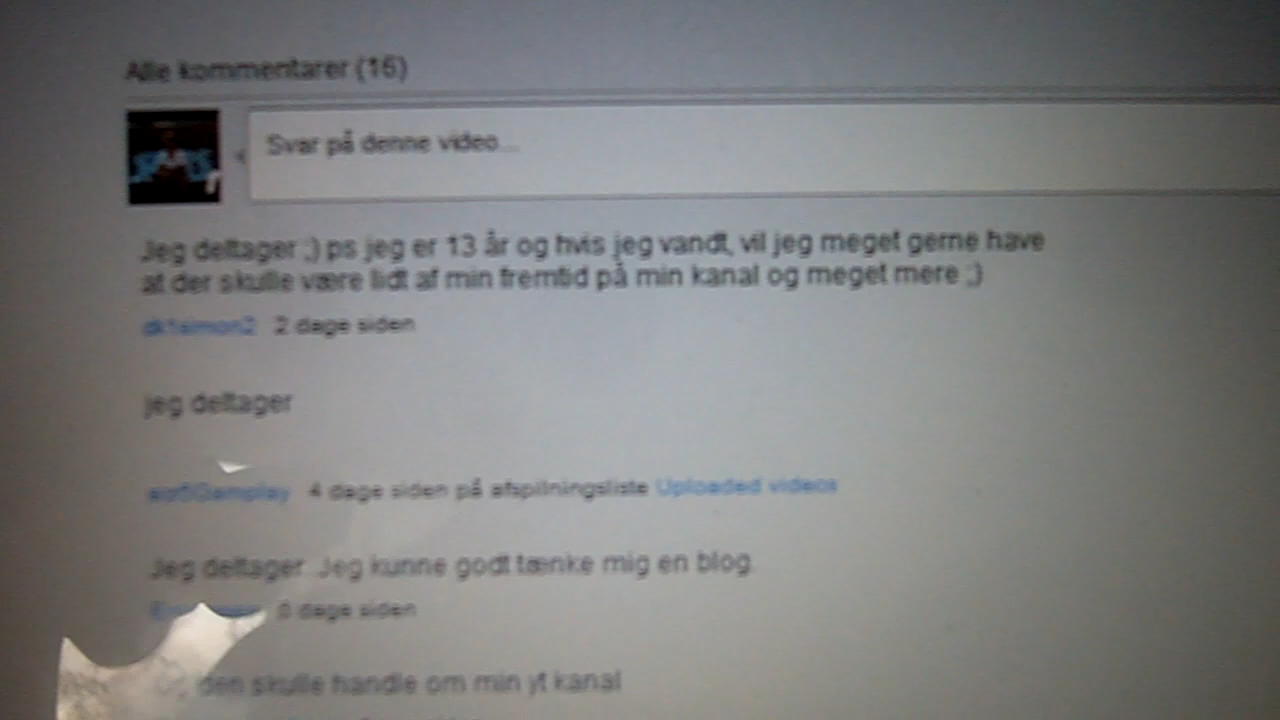 Alle kommentarer (16)
Svar på denne video...
Jeg deltager ;) ps jeg er 13 år og hvis jeg vandt, vil jeg meget gerne have
at der skulle være lidt af min fremtid på min kanal og meget mere ;)
dk1simon2 2 dage siden
jeg deltager
4 dage siden på afspilningsliste Uploaded videos
Jeg deltager. Jeg kunne godt tænke mig en blog.
dage siden
den skulle handle om min yt kanal